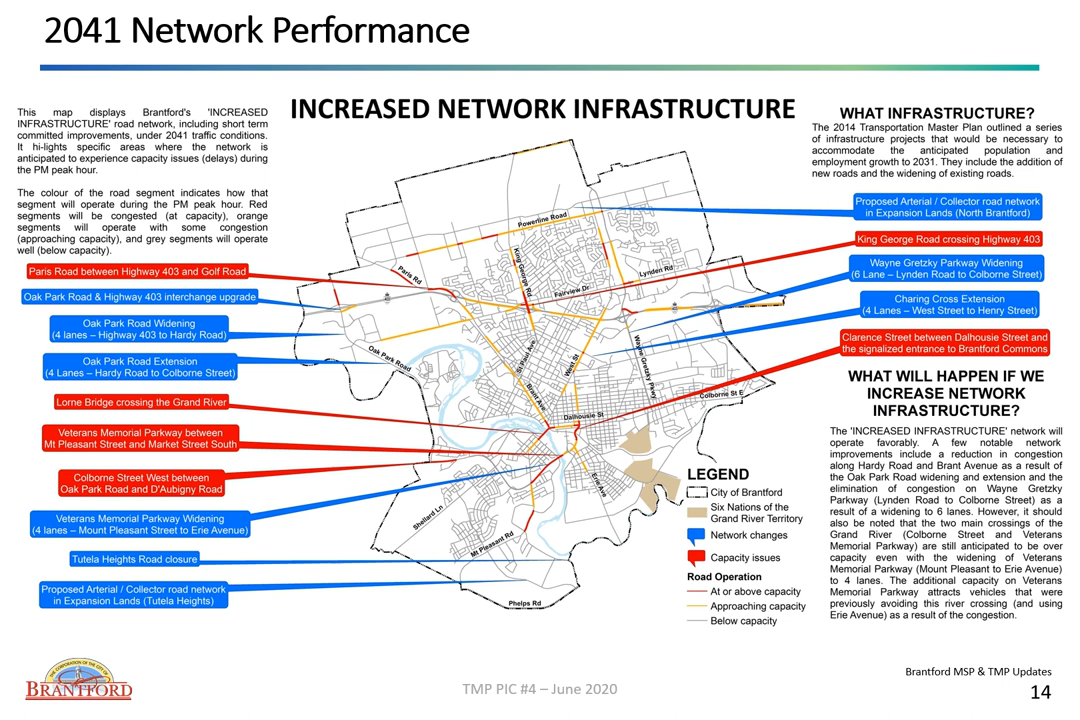 2041 Network Performance
This map displays Brantford's 'INCREASED
INFRASTRUCTURE' road network, including short term
committed improvements, under 2041 traffic conditions.
It hi-lights specific areas where the network is
anticipated to experience capacity issues (delays) during
the PM peak hour.
The colour of the road segment indicates how that
segment will operate during the PM peak hour. Red
segments will be congested (at capacity), orange
segments will operate with some congestion
(approaching capacity), and grey segments will operate
well (below capacity).
Paris Road between Highway 403 and Golf Road
Oak Park Road & Highway 403 interchange upgrade
Oak Park Road Widening
(4 lanes – Highway 403 to Hardy Road)
Oak Park Road Extension
(4 Lanes – Hardy Road to Colborne Street)
Lorne Bridge crossing the Grand River
Veterans Memorial Parkway between
Mt Pleasant Street and Market Street South
Colborne Street West between
Oak Park Road and D'Aubigny Road
Veterans Memorial Parkway Widening
(4 lanes – Mount Pleasant Street to Erie Avenue)
Tutela Heights Road closure
Proposed Arterial / Collector road network
in Expansion Lands (Tutela Heights)
INCREASED NETWORK INFRASTRUCTURE
Powerline Road
King George Rd
Paris Rd
Lynden Rd
Fairview Dr
Oak Park Road
St Paul Ave
West St
Wayne Gretzky Pkwy
Brant Ave
Colborne St E
Dalhousie St
Erie Ave
Shellard Ln
Mt Pleasant Rd
Phelps Rd
LEGEND
City of Brantford
Six Nations of the
Grand River Territory
Network changes
Capacity issues
Road Operation
At or above capacity
Approaching capacity
Below capacity
WHAT INFRASTRUCTURE?
The 2014 Transportation Master Plan outlined a series
of infrastructure projects that would be necessary to
accommodate the anticipated population and
employment growth to 2031. They include the addition of
new roads and the widening of existing roads.
Proposed Arterial / Collector road network
in Expansion Lands (North Brantford)
King George Road crossing Highway 403
Wayne Gretzky Parkway Widening
(6 Lane – Lynden Road to Colborne Street)
Charing Cross Extension
(4 Lanes – West Street to Henry Street)
Clarence Street between Dalhousie Street and
the signalized entrance to Brantford Commons
WHAT WILL HAPPEN IF WE
INCREASE NETWORK
INFRASTRUCTURE?
The 'INCREASED INFRASTRUCTURE' network will
operate favorably. A few notable network
improvements include a reduction in congestion
along Hardy Road and Brant Avenue as a result of
the Oak Park Road widening and extension and the
elimination of congestion on Wayne Gretzky
Parkway (Lynden Road to Colborne Street) as a
result of a widening to 6 lanes. However, it should
also be noted that the two main crossings of the
Grand River (Colborne Street and Veterans
Memorial Parkway) are still anticipated to be over
capacity even with the widening of Veterans
Memorial Parkway (Mount Pleasant to Erie Avenue)
to 4 lanes. The additional capacity on Veterans
Memorial Parkway attracts vehicles that were
previously avoiding this river crossing (and using
Erie Avenue) as a result of the congestion.
THE CORPORATION OF THE CITY OF
BRANTFORD
TMP PIC #4 – June 2020
Brantford MSP & TMP Updates
14